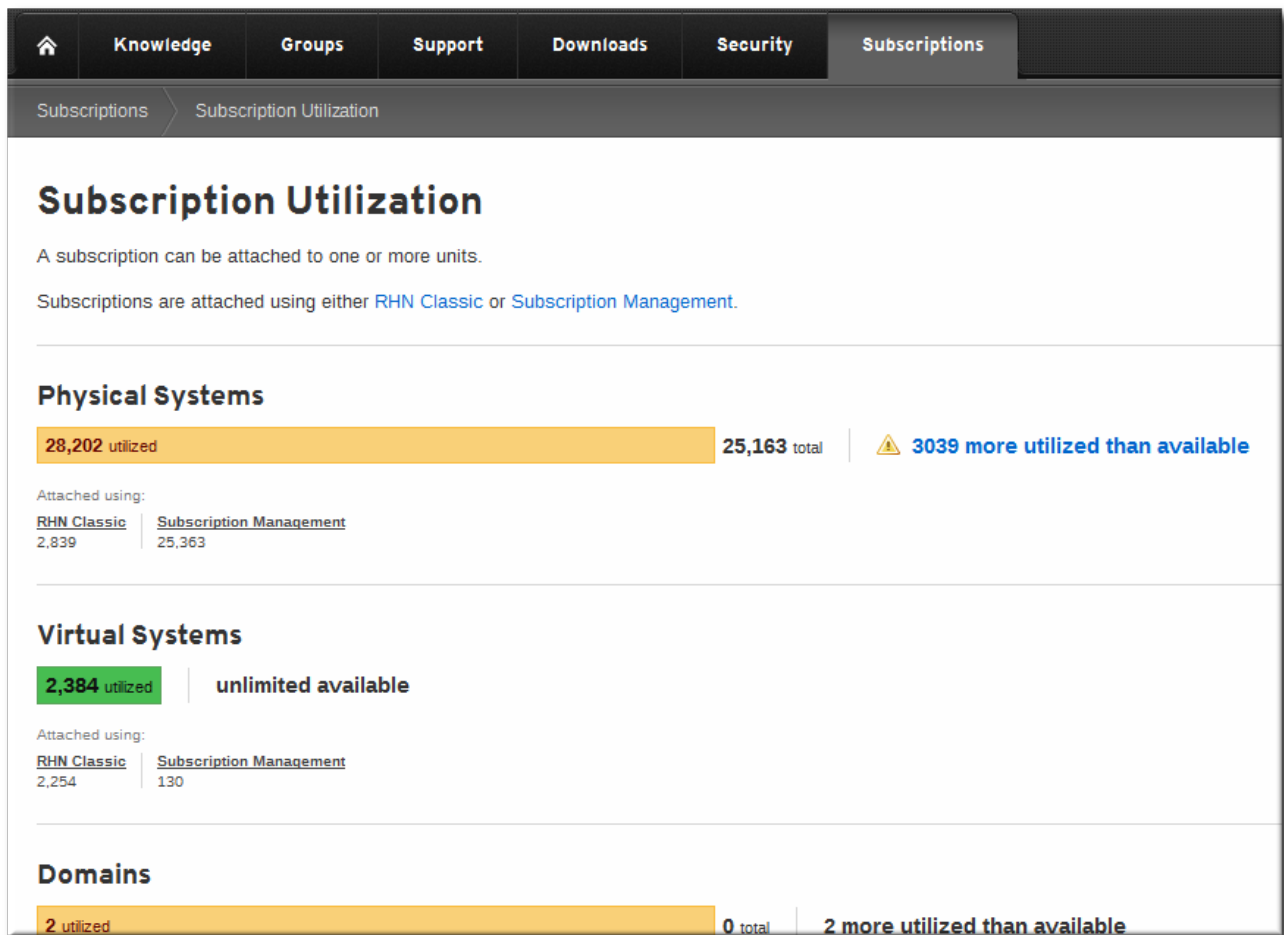 Knowledge Groups Support Downloads Security Subscriptions
Subscriptions Subscription Utilization
Subscription Utilization
A subscription can be attached to one or more units.
Subscriptions are attached using either RHN Classic or Subscription Management.
Physical Systems
28,202 utilized 25,163 total 3039 more utilized than available
Attached using:
RHN Classic Subscription Management
2,839 25,363
Virtual Systems
2,384 utilized unlimited available
Attached using:
RHN Classic Subscription Management
2,254 130
Domains
2 utilized 0 total 2 more utilized than available